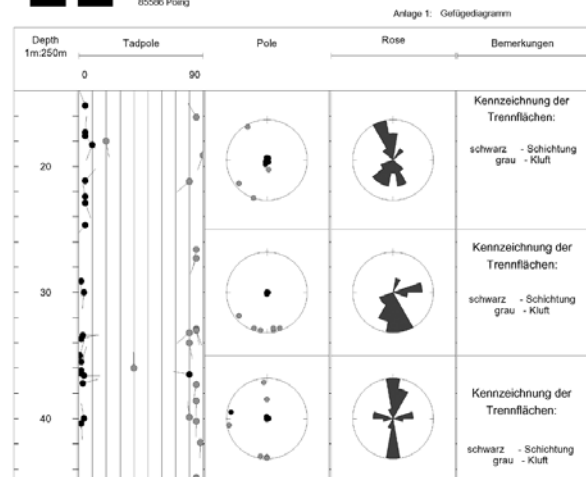 85586 Poing
Anlage 1: Gefügediagramm
Depth
1m:250m
Tadpole
Pole
Rose
Bemerkungen
0
90
Kennzeichnung der
Trennflächen:
schwarz - Schichtung
grau - Kluft
20
Kennzeichnung der
Trennflächen:
schwarz - Schichtung
grau - Kluft
30
Kennzeichnung der
Trennflächen:
schwarz - Schichtung
grau - Kluft
40